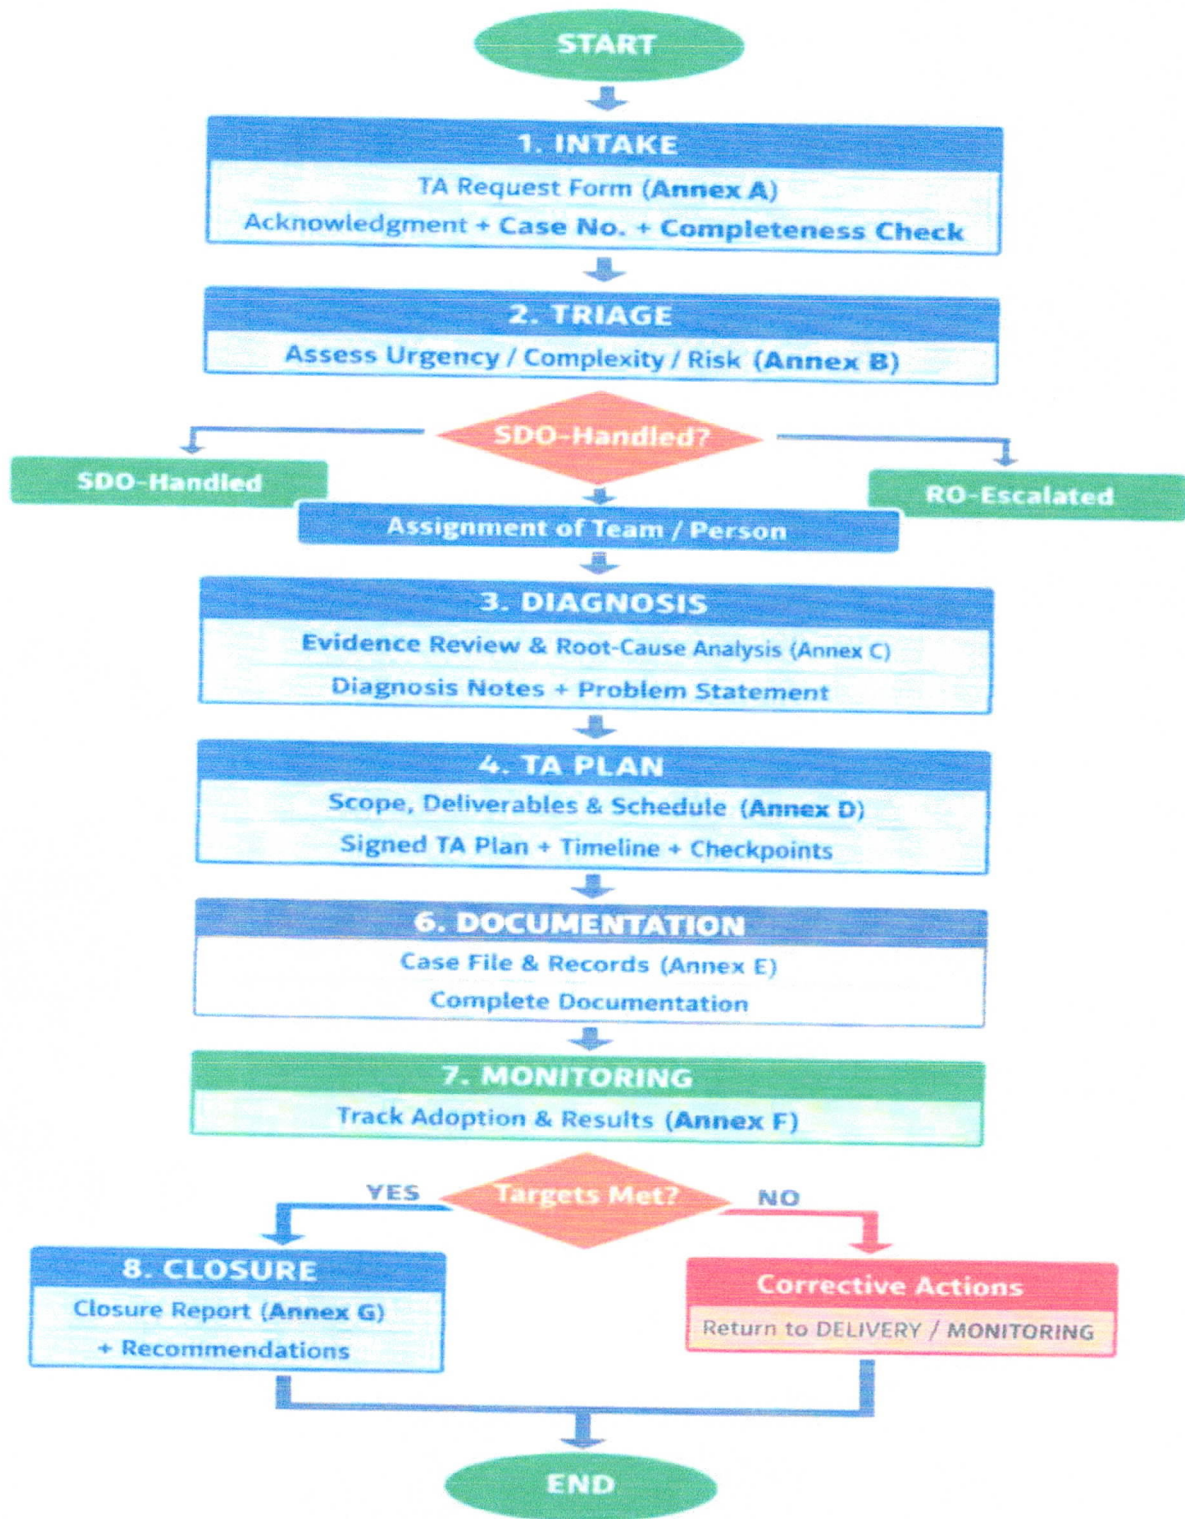 START
1. INTAKE
TA Request Form (Annex A)
Acknowledgment + Case No. + Completeness Check
2. TRIAGE
Assess Urgency / Complexity / Risk (Annex B)
SDO-Handled?
SDO-Handled
RO-Escalated
Assignment of Team / Person
3. DIAGNOSIS
Evidence Review & Root-Cause Analysis (Annex C)
Diagnosis Notes + Problem Statement
4. TA PLAN
Scope, Deliverables & Schedule (Annex D)
Signed TA Plan + Timeline + Checkpoints
6. DOCUMENTATION
Case File & Records (Annex E)
Complete Documentation
7. MONITORING
Track Adoption & Results (Annex F)
YES
Targets Met?
NO
8. CLOSURE
Closure Report (Annex G)
+ Recommendations
Corrective Actions
Return to DELIVERY / MONITORING
END